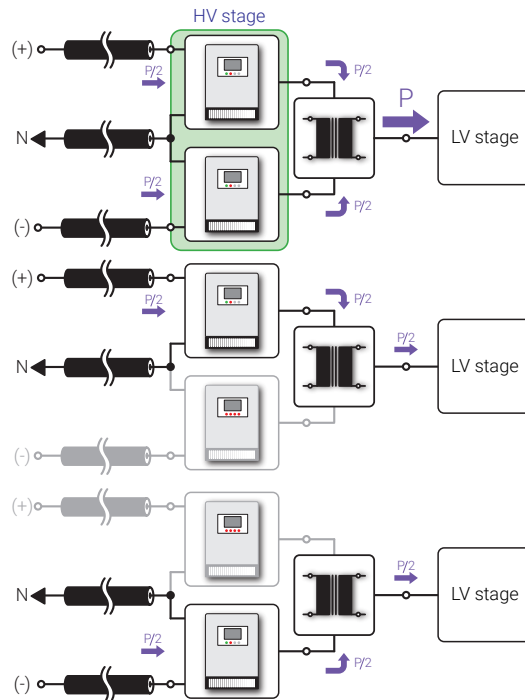 HV stage
(+)
P/2
P/2
P
N
LV stage
P/2
P/2
(-)
(+)
P/2
P/2
P/2
N
LV stage
(-)
(+)
P/2
N
LV stage
P/2
P/2
(-)